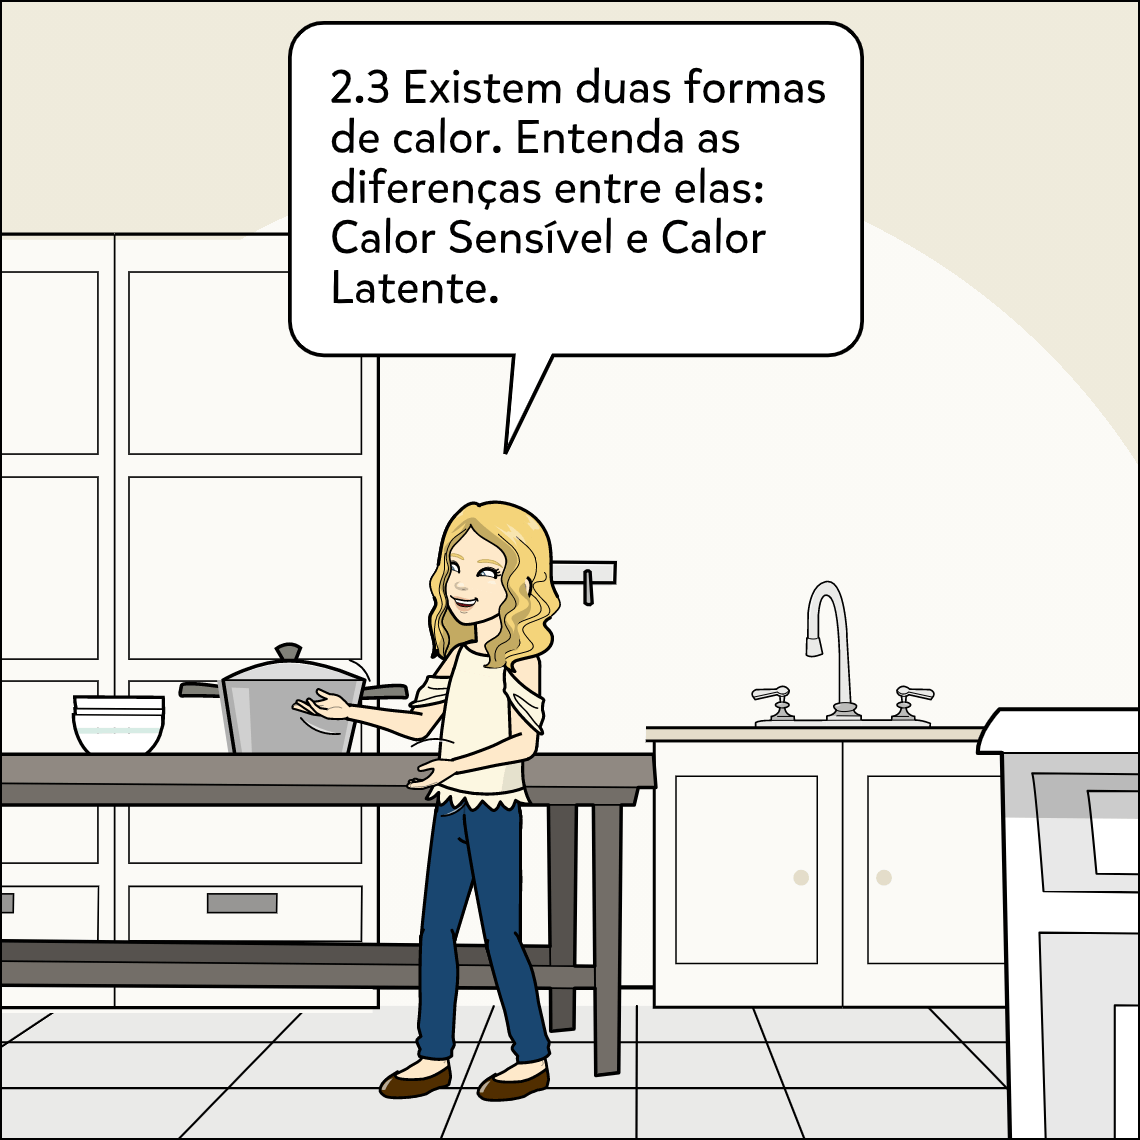 2.3 Existem duas formas
de calor. Entenda as
diferenças entre elas:
Calor Sensível e Calor
Latente.